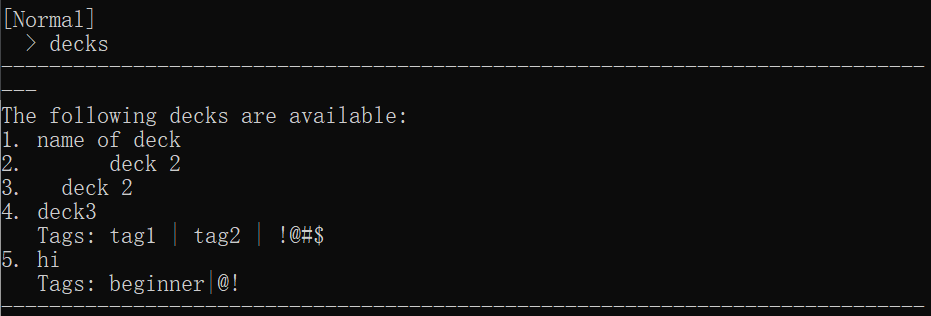 [Normal]
  > decks
-----------------------------------------------------------------------------
---
The following decks are available:
1. name of deck
2.       deck 2
3.   deck 2
4. deck3
   Tags: tag1 | tag2 | !@#$
5. hi
   Tags: beginner|@!
-----------------------------------------------------------------------------